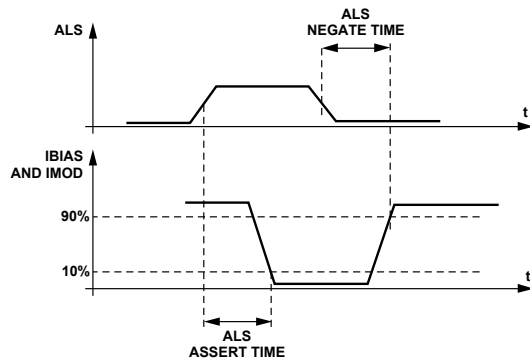 ALS
ALS
NEGATE TIME
t
IBIAS
AND IMOD
90%
10%
t
ALS
ASSERT TIME